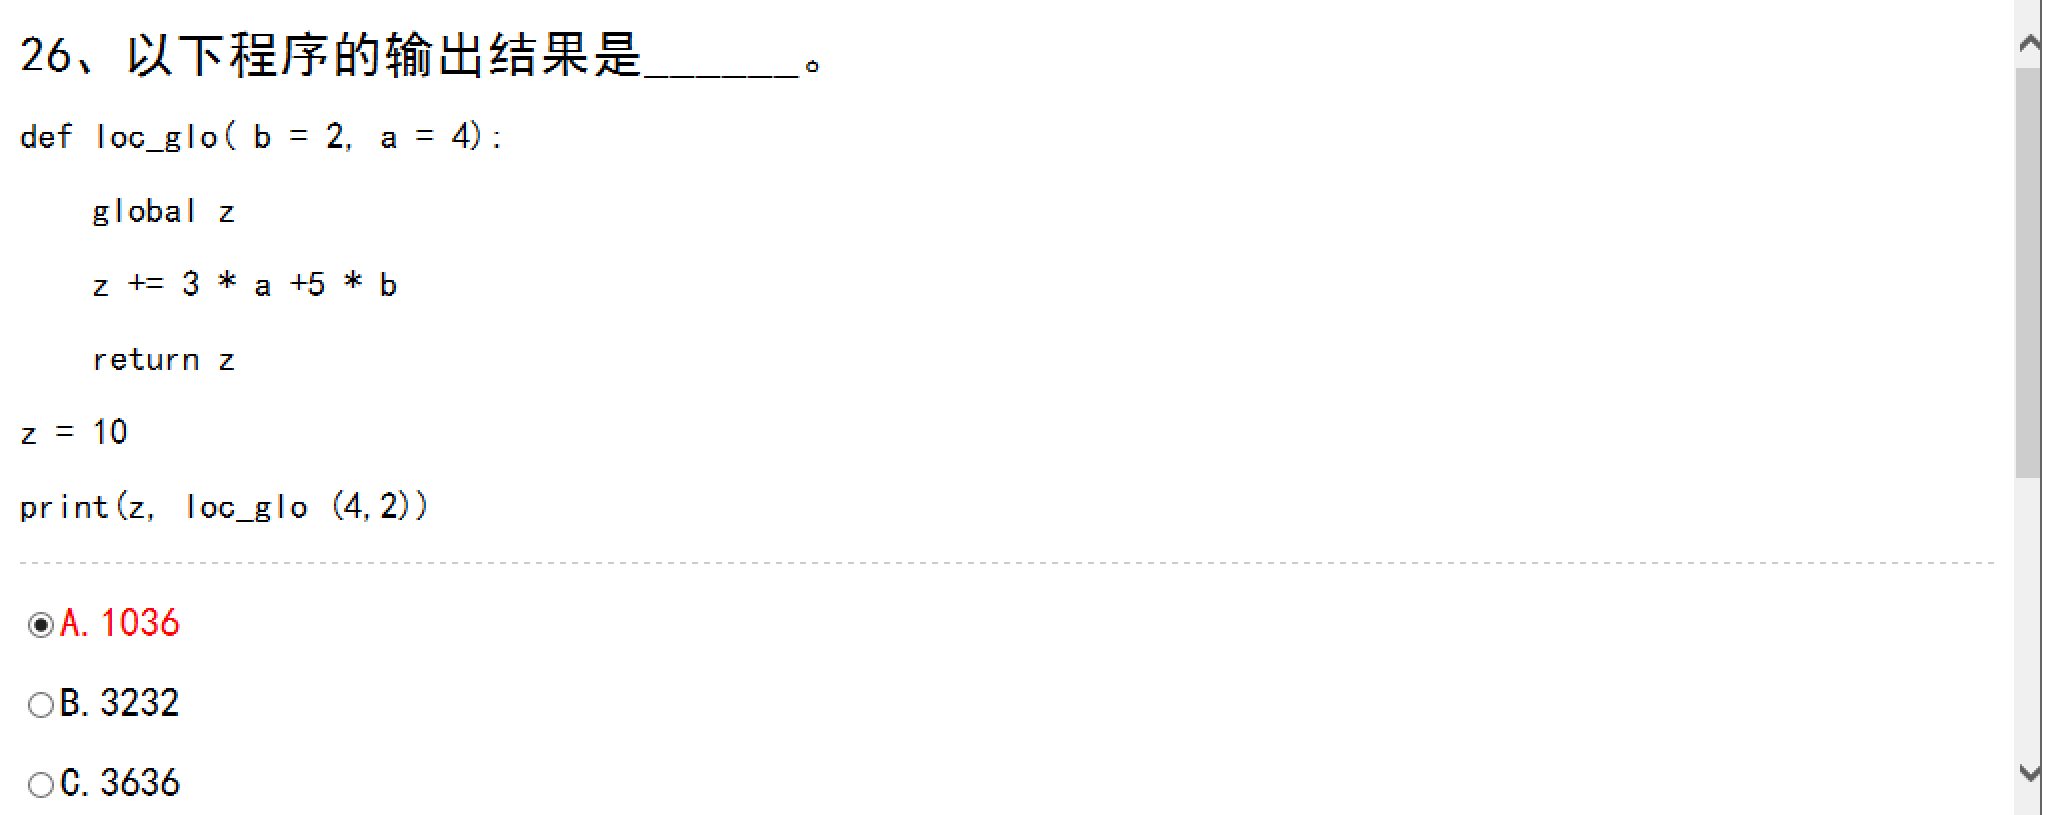 26、以下程序的输出结果是______。
def loc_glo( b = 2, a = 4):
    global z
    z += 3 * a +5 * b
    return z
z = 10
print(z, loc_glo (4,2))
A. 1036
B. 3232
C. 3636